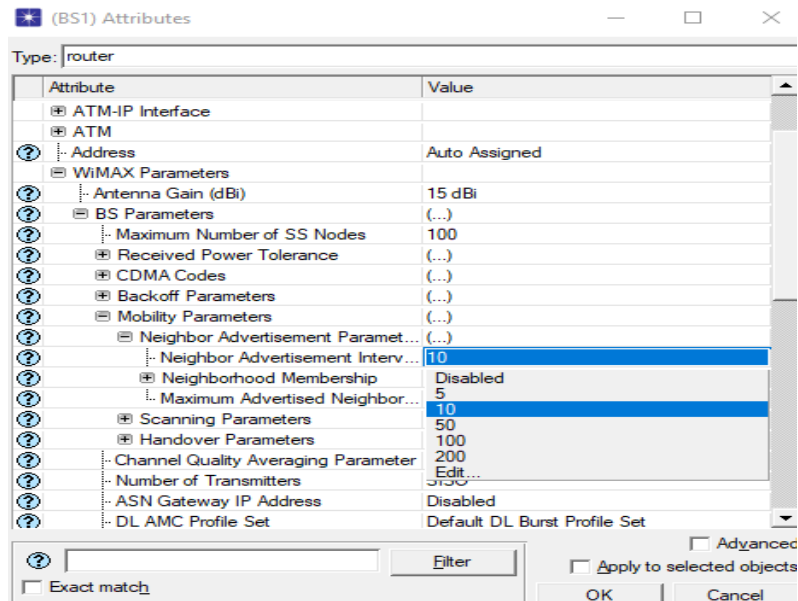 (BS1) Attributes
Type: router
Attribute Value
ATM-IP Interface
ATM
Address Auto Assigned
WiMAX Parameters
Antenna Gain (dBi) 15 dBi
BS Parameters (...)
Maximum Number of SS Nodes 100
Received Power Tolerance (...)
CDMA Codes (...)
Backoff Parameters (...)
Mobility Parameters (...)
Neighbor Advertisement Paramet... (...)
Neighbor Advertisement Interv... 10
Neighborhood Membership Disabled
Maximum Advertised Neighbor... 5
10
Scanning Parameters 50
Handover Parameters 100
Channel Quality Averaging Parameter 200
Edit...
Number of Transmitters SISO
ASN Gateway IP Address Disabled
DL AMC Profile Set Default DL Burst Profile Set
Advanced
Filter
Apply to selected objects
Exact match
OK Cancel